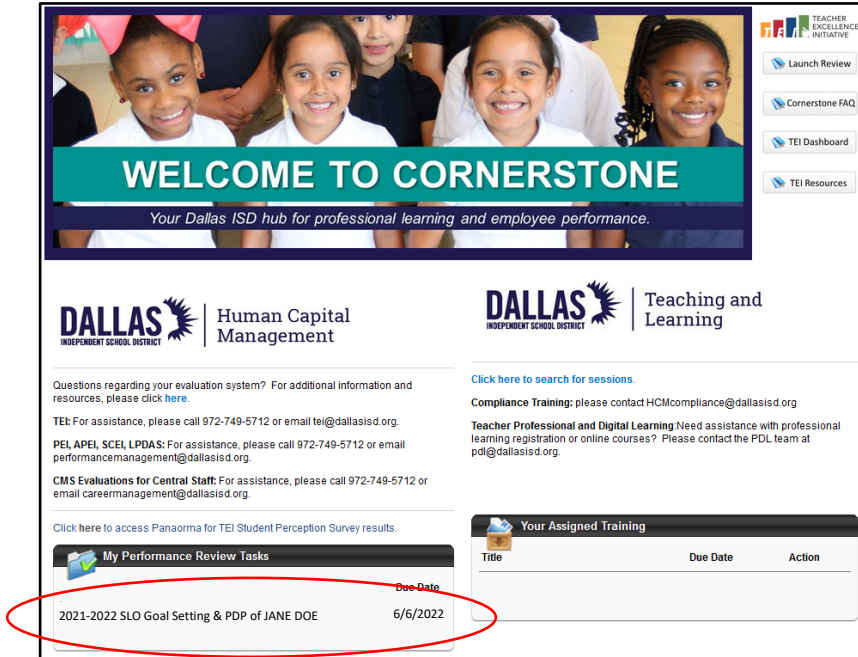 TEI TEACHER
EXCELLENCE
INITIATIVE
Launch Review
Cornerstone FAQ
TEI Dashboard
TEI Resources
WELCOME TO CORNERSTONE
Your Dallas ISD hub for professional learning and employee performance.
DALLAS
INDEPENDENT SCHOOL DISTRICT
Human Capital
Management
Questions regarding your evaluation system? For additional information and
resources, please click here.
TEI: For assistance, please call 972-749-5712 or email tei@dallasisd.org.
PEI, APEI, SCEI, LPDAS: For assistance, please call 972-749-5712 or email
performancemanagement@dallasisd.org.
CMS Evaluations for Central Staff: For assistance, please call 972-749-5712 or
email careermanagement@dallasisd.org.
Click here to access Panaorma for TEI Student Perception Survey results.
My Performance Review Tasks
Due Date
2021-2022 SLO Goal Setting & PDP of JANE DOE 6/6/2022
DALLAS
INDEPENDENT SCHOOL DISTRICT
Teaching and
Learning
Click here to search for sessions.
Compliance Training: please contact HCMcompliance@dallasisd.org
Teacher Professional and Digital Learning:Need assistance with professional
learning registration or online courses? Please contact the PDL team at
pdl@dallasisd.org.
Your Assigned Training
Title Due Date Action